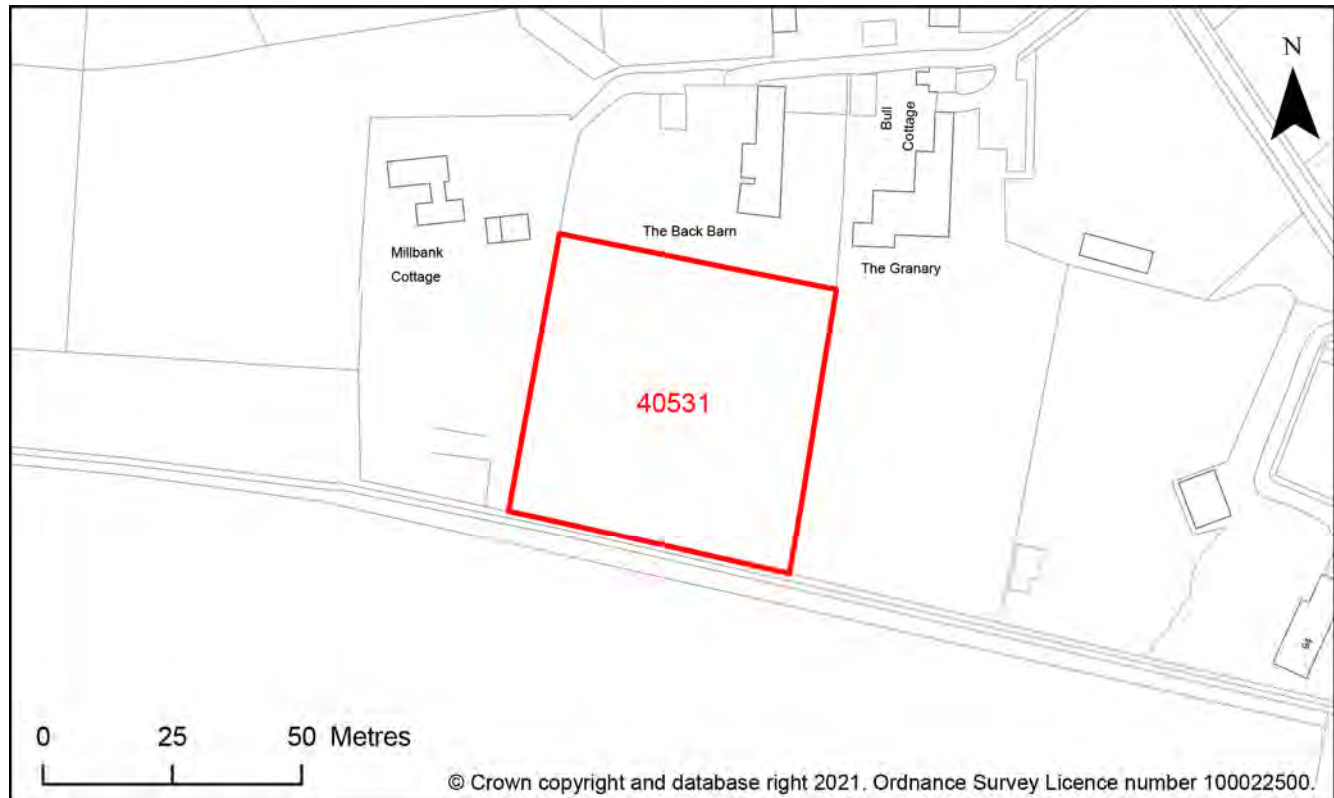 N
Bull
Cottage
The Back Barn
Millbank
Cottage
The Granary
40531
64
0 25 50 Metres
© Crown copyright and database right 2021. Ordnance Survey Licence number 100022500.